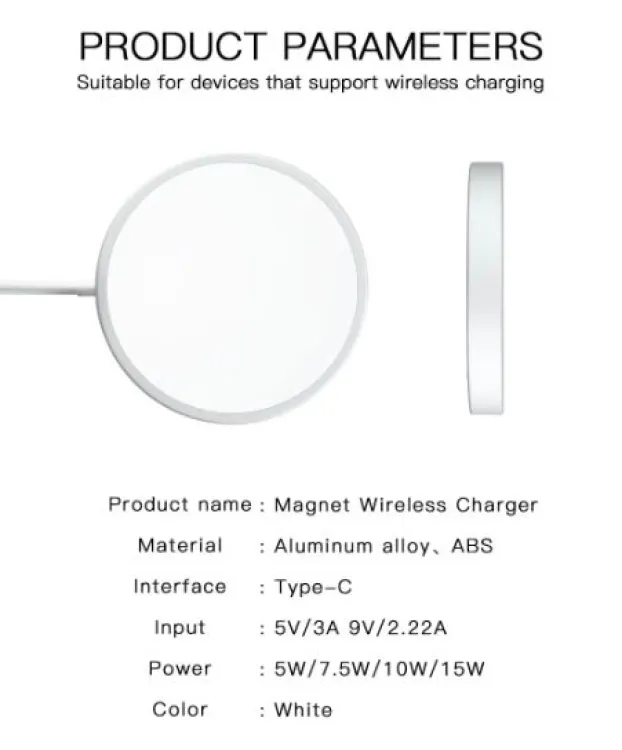 PRODUCT PARAMETERS
Suitable for devices that support wireless charging
Product name : Magnet Wireless Charger
Material : Aluminum alloy、ABS
Interface : Type-C
Input : 5V/3A 9V/2.22A
Power : 5W/7.5W/10W/15W
Color : White